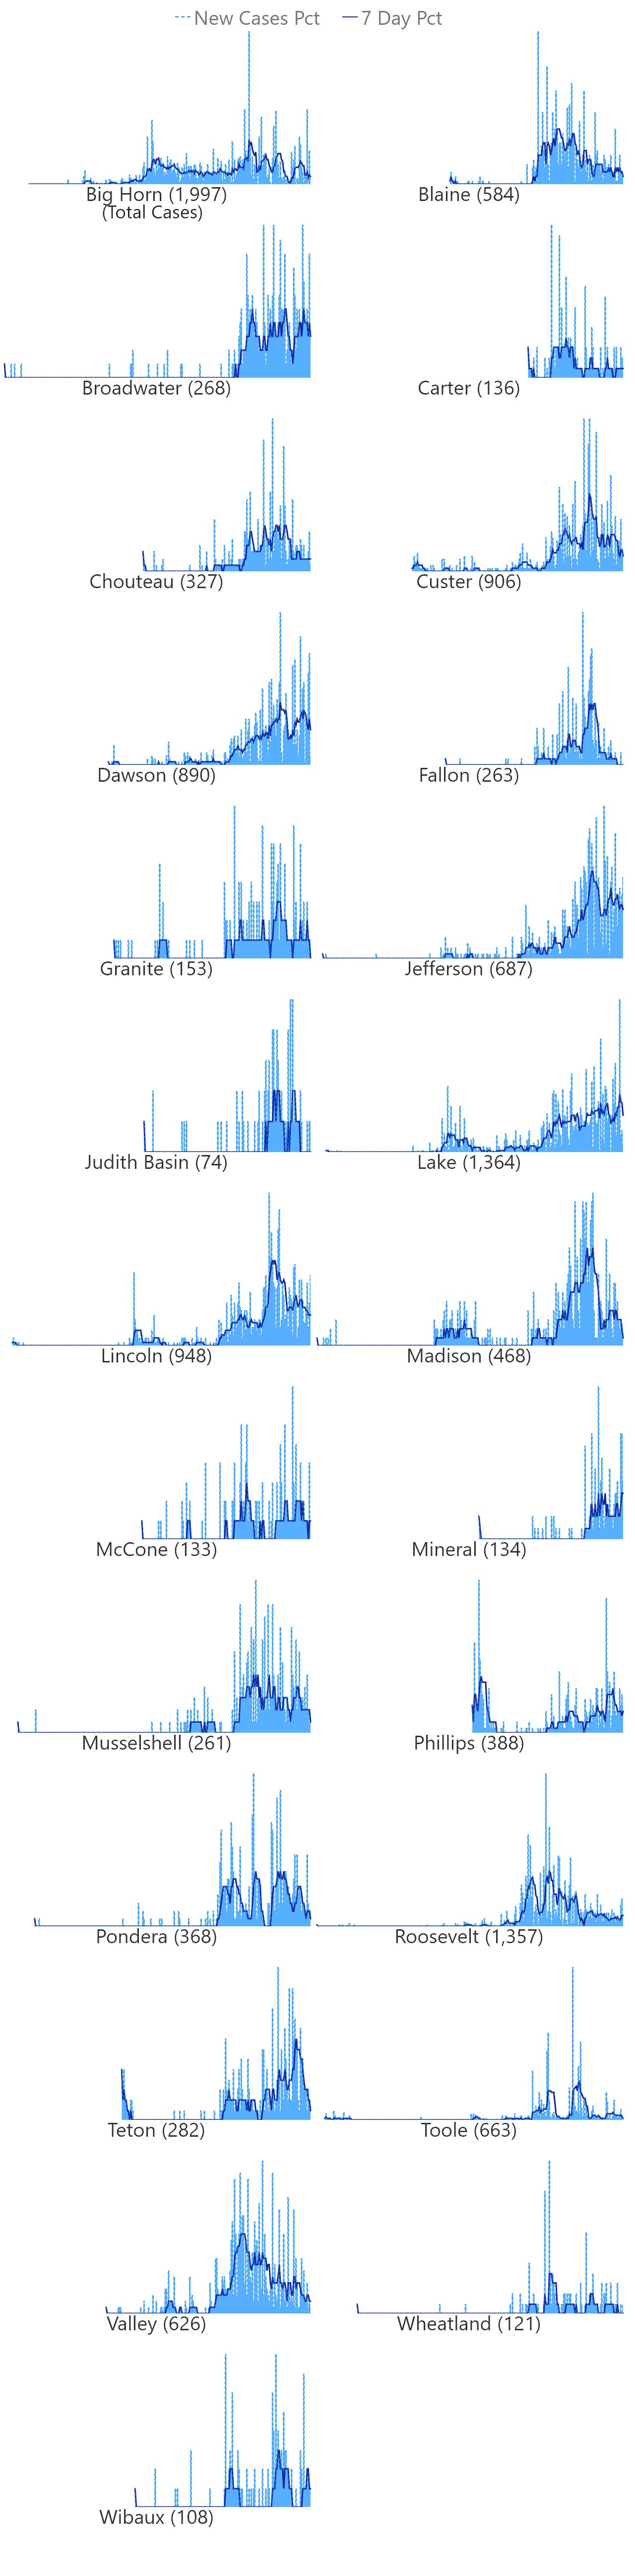 New Cases Pct 7 Day Pct
Big Horn (1,997) Blaine (584)
(Total Cases)
Broadwater (268) Carter (136)
Chouteau (327) Custer (906)
Dawson (890) Fallon (263)
Granite (153) Jefferson (687)
Judith Basin (74) Lake (1,364)
Lincoln (948) Madison (468)
McCone (133) Mineral (134)
Musselshell (261) Phillips (388)
Pondera (368) Roosevelt (1,357)
Teton (282) Toole (663)
Valley (626) Wheatland (121)
Wibaux (108)